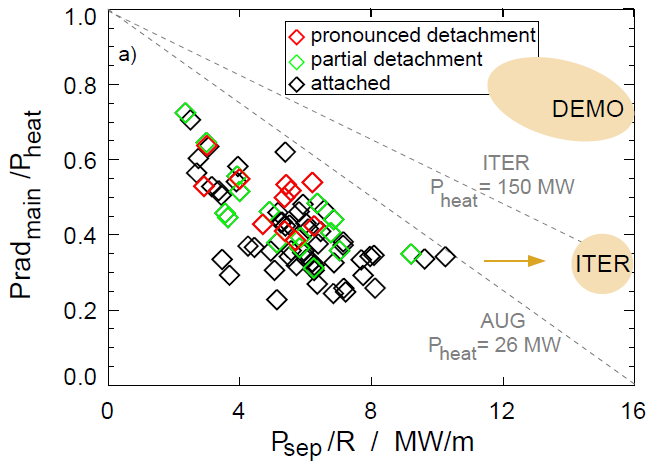 a)
pronounced detachment
partial detachment
attached
Prad_main /P_heat
1.0
0.8
0.6
0.4
0.2
0.0
DEMO
ITER
P_heat = 150 MW
ITER
AUG
P_heat = 26 MW
0
4
8
12
16
P_sep /R / MW/m